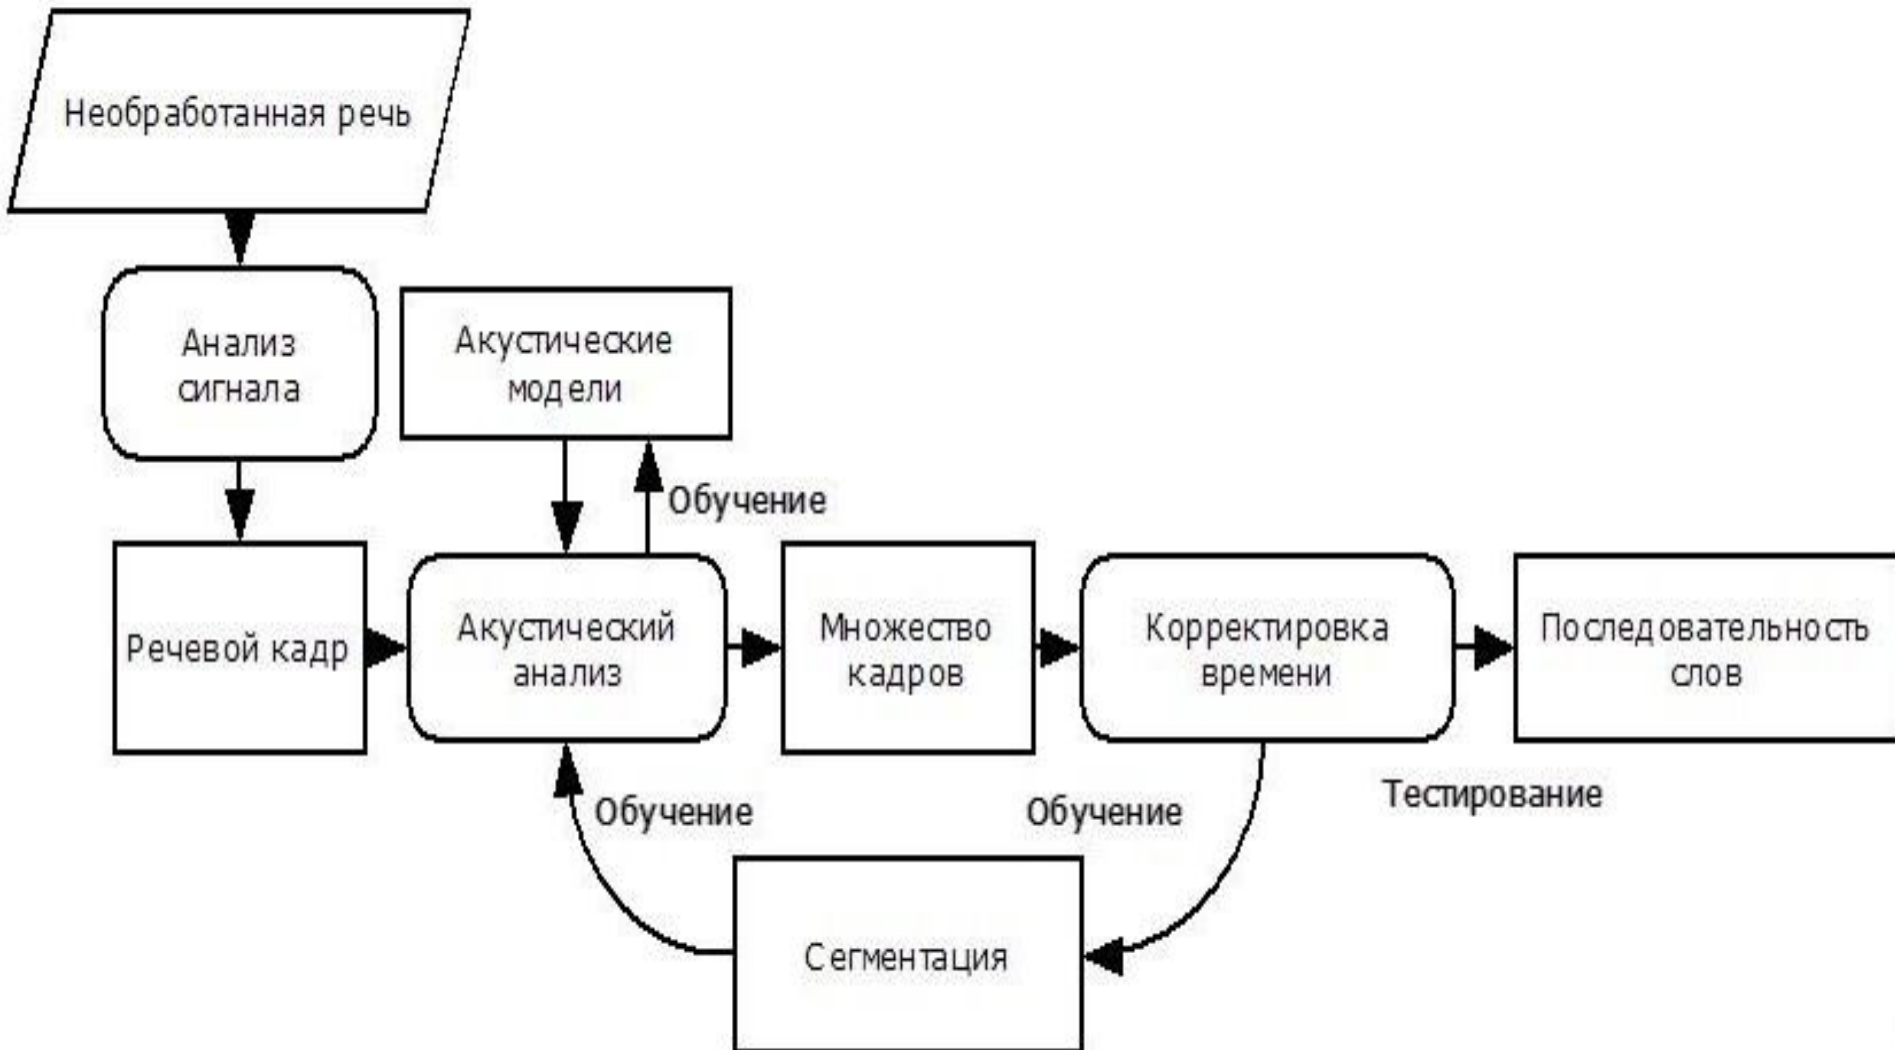 Необработанная речь
Анализ
сигнала
Акустические
модели
Обучение
Речевой кадр
Акустический
анализ
Множество
кадров
Корректировка
времени
Последовательность
слов
Обучение
Обучение
Тестирование
Сегментация